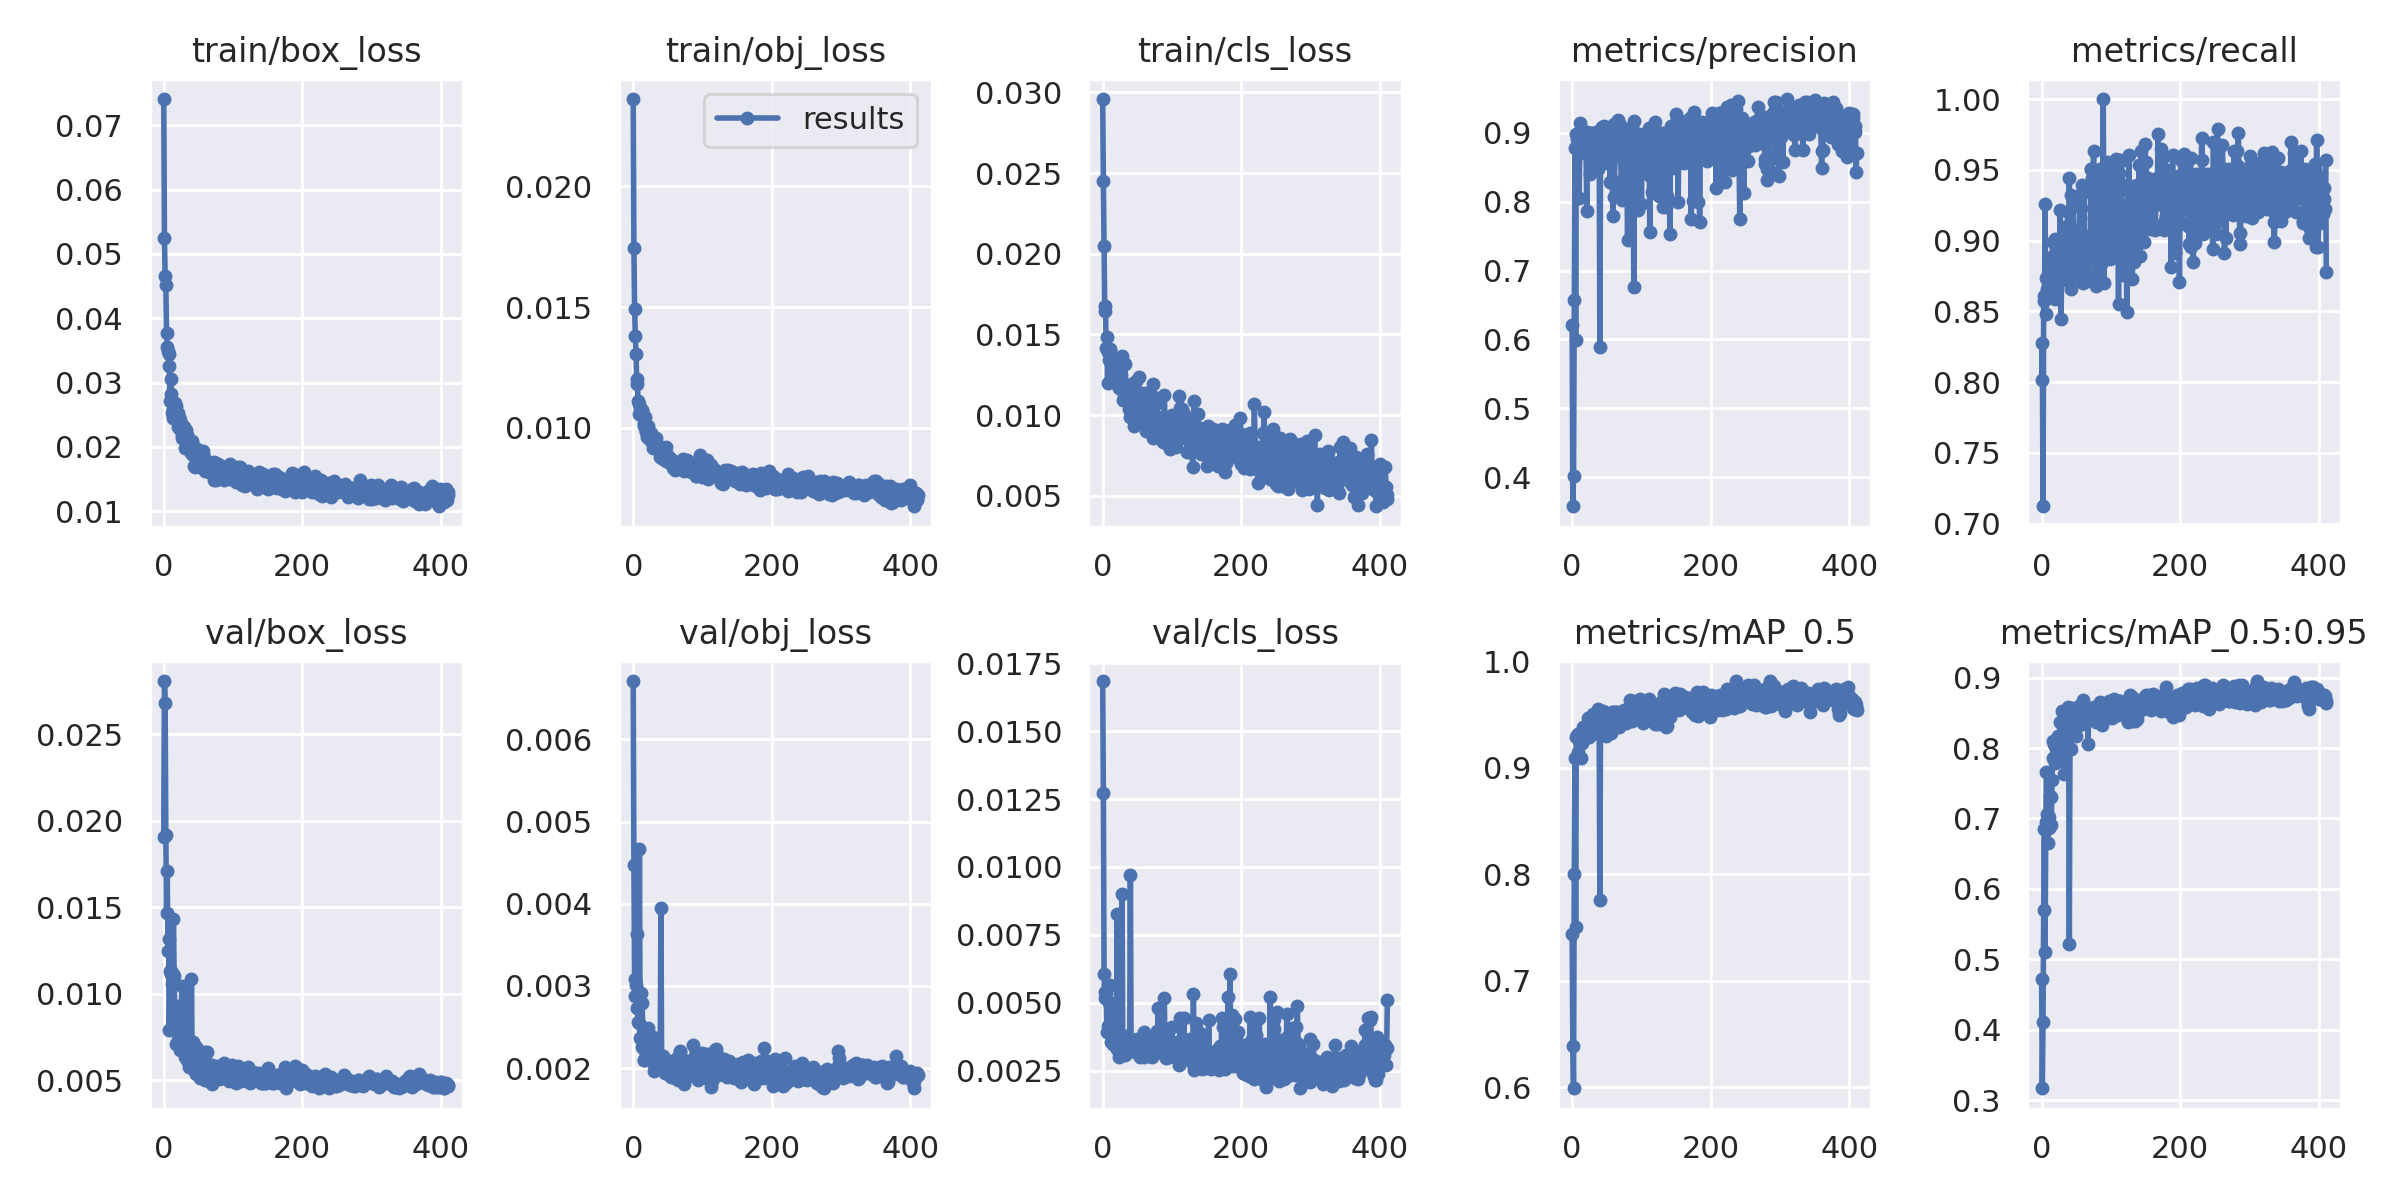 train/box_loss
0.07
0.06
0.05
0.04
0.03
0.02
0.01
0 200 400
train/obj_loss
results
0.020
0.015
0.010
0 200 400
train/cls_loss
0.030
0.025
0.020
0.015
0.010
0.005
0 200 400
metrics/precision
0.9
0.8
0.7
0.6
0.5
0.4
0 200 400
metrics/recall
1.00
0.95
0.90
0.85
0.80
0.75
0.70
0 200 400
val/box_loss
0.025
0.020
0.015
0.010
0.005
0 200 400
val/obj_loss
0.006
0.005
0.004
0.003
0.002
0 200 400
val/cls_loss
0.0175
0.0150
0.0125
0.0100
0.0075
0.0050
0.0025
0 200 400
metrics/mAP_0.5
1.0
0.9
0.8
0.7
0.6
0 200 400
metrics/mAP_0.5:0.95
0.9
0.8
0.7
0.6
0.5
0.4
0.3
0 200 400